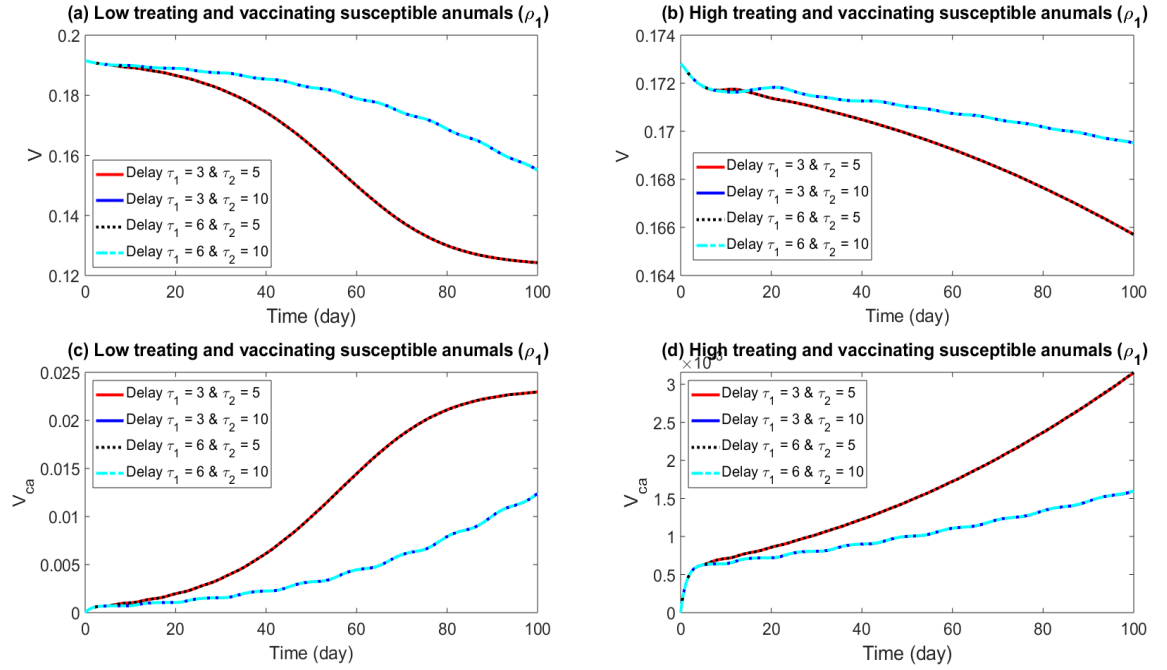 (a) Low treating and vaccinating susceptible anumals (ρ₁)
0.2
0.18
0.16
0.14
0.12
V
Delay τ₁ = 3 & τ₂ = 5
Delay τ₁ = 3 & τ₂ = 10
Delay τ₁ = 6 & τ₂ = 5
Delay τ₁ = 6 & τ₂ = 10
0 20 40 60 80 100
Time (day)
(b) High treating and vaccinating susceptible anumals (ρ₁)
0.174
0.172
0.17
0.168
0.166
0.164
V
Delay τ₁ = 3 & τ₂ = 5
Delay τ₁ = 3 & τ₂ = 10
Delay τ₁ = 6 & τ₂ = 5
Delay τ₁ = 6 & τ₂ = 10
0 20 40 60 80 100
Time (day)
(c) Low treating and vaccinating susceptible anumals (ρ₁)
0.025
0.02
0.015
0.01
0.005
0
V_ca
Delay τ₁ = 3 & τ₂ = 5
Delay τ₁ = 3 & τ₂ = 10
Delay τ₁ = 6 & τ₂ = 5
Delay τ₁ = 6 & τ₂ = 10
0 20 40 60 80 100
Time (day)
(d) High treating and vaccinating susceptible anumals (ρ₁)
3
2.5
2
1.5
1
0.5
0
V_ca
Delay τ₁ = 3 & τ₂ = 5
Delay τ₁ = 3 & τ₂ = 10
Delay τ₁ = 6 & τ₂ = 5
Delay τ₁ = 6 & τ₂ = 10
0 20 40 60 80 100
Time (day)